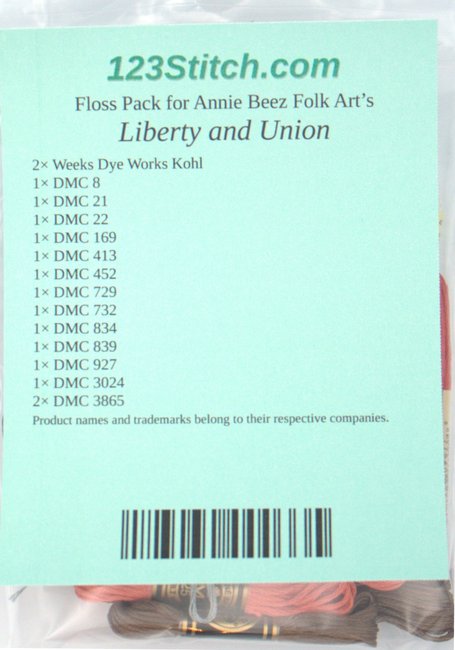 123Stitch.com
Floss Pack for Annie Beez Folk Art's
Liberty and Union
2× Weeks Dye Works Kohl
1× DMC 8
1× DMC 21
1× DMC 22
1× DMC 169
1× DMC 413
1× DMC 452
1× DMC 729
1× DMC 732
1× DMC 834
1× DMC 839
1× DMC 927
1× DMC 3024
2× DMC 3865
Product names and trademarks belong to their respective companies.